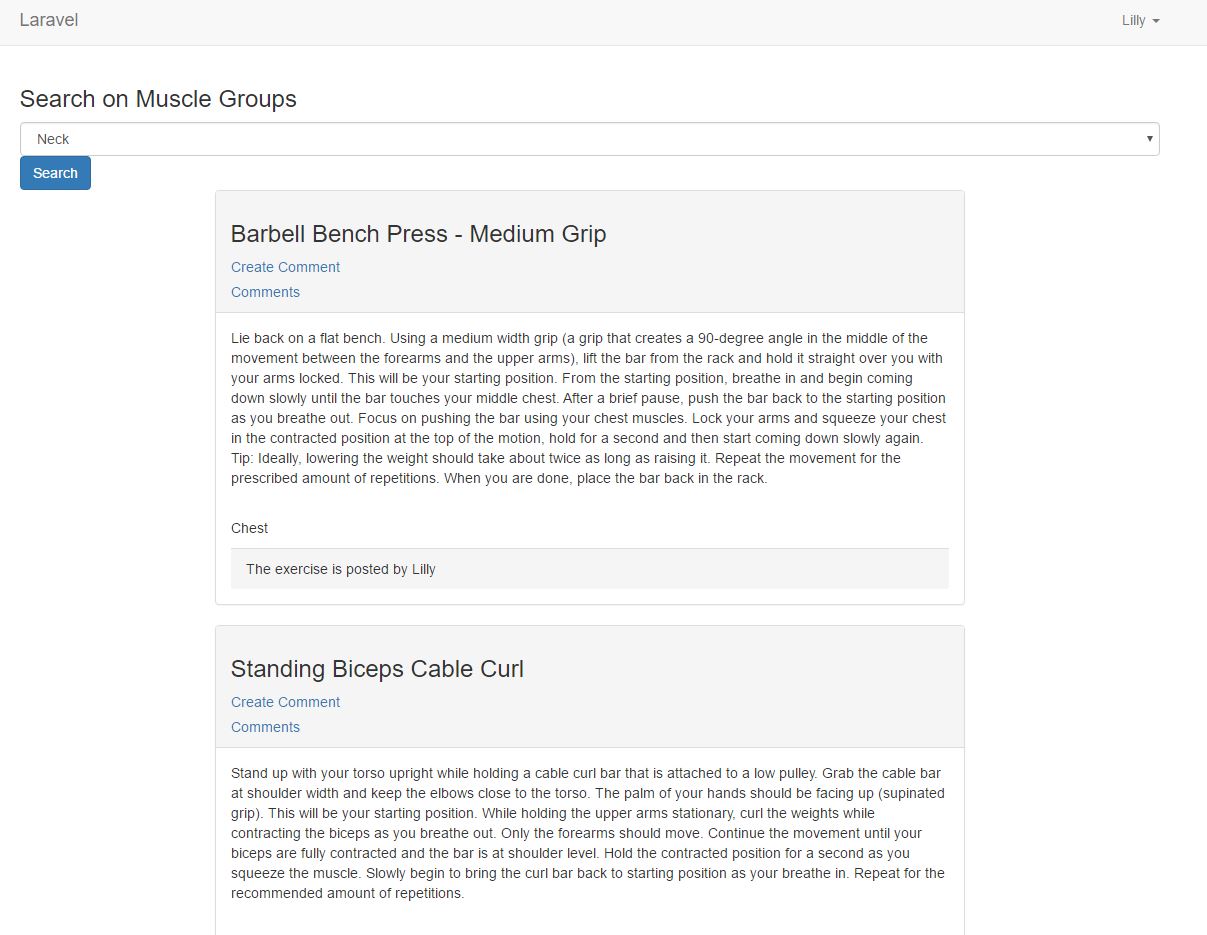 Laravel
Lilly
Search on Muscle Groups
Neck
Search
Barbell Bench Press - Medium Grip
Create Comment
Comments
Lie back on a flat bench. Using a medium width grip (a grip that creates a 90-degree angle in the middle of the
movement between the forearms and the upper arms), lift the bar from the rack and hold it straight over you with
your arms locked. This will be your starting position. From the starting position, breathe in and begin coming
down slowly until the bar touches your middle chest. After a brief pause, push the bar back to the starting position
as you breathe out. Focus on pushing the bar using your chest muscles. Lock your arms and squeeze your chest
in the contracted position at the top of the motion, hold for a second and then start coming down slowly again.
Tip: Ideally, lowering the weight should take about twice as long as raising it. Repeat the movement for the
prescribed amount of repetitions. When you are done, place the bar back in the rack.
Chest
The exercise is posted by Lilly
Standing Biceps Cable Curl
Create Comment
Comments
Stand up with your torso upright while holding a cable curl bar that is attached to a low pulley. Grab the cable bar
at shoulder width and keep the elbows close to the torso. The palm of your hands should be facing up (supinated
grip). This will be your starting position. While holding the upper arms stationary, curl the weights while
contracting the biceps as you breathe out. Only the forearms should move. Continue the movement until your
biceps are fully contracted and the bar is at shoulder level. Hold the contracted position for a second as you
squeeze the muscle. Slowly begin to bring the curl bar back to starting position as your breathe in. Repeat for the
recommended amount of repetitions.